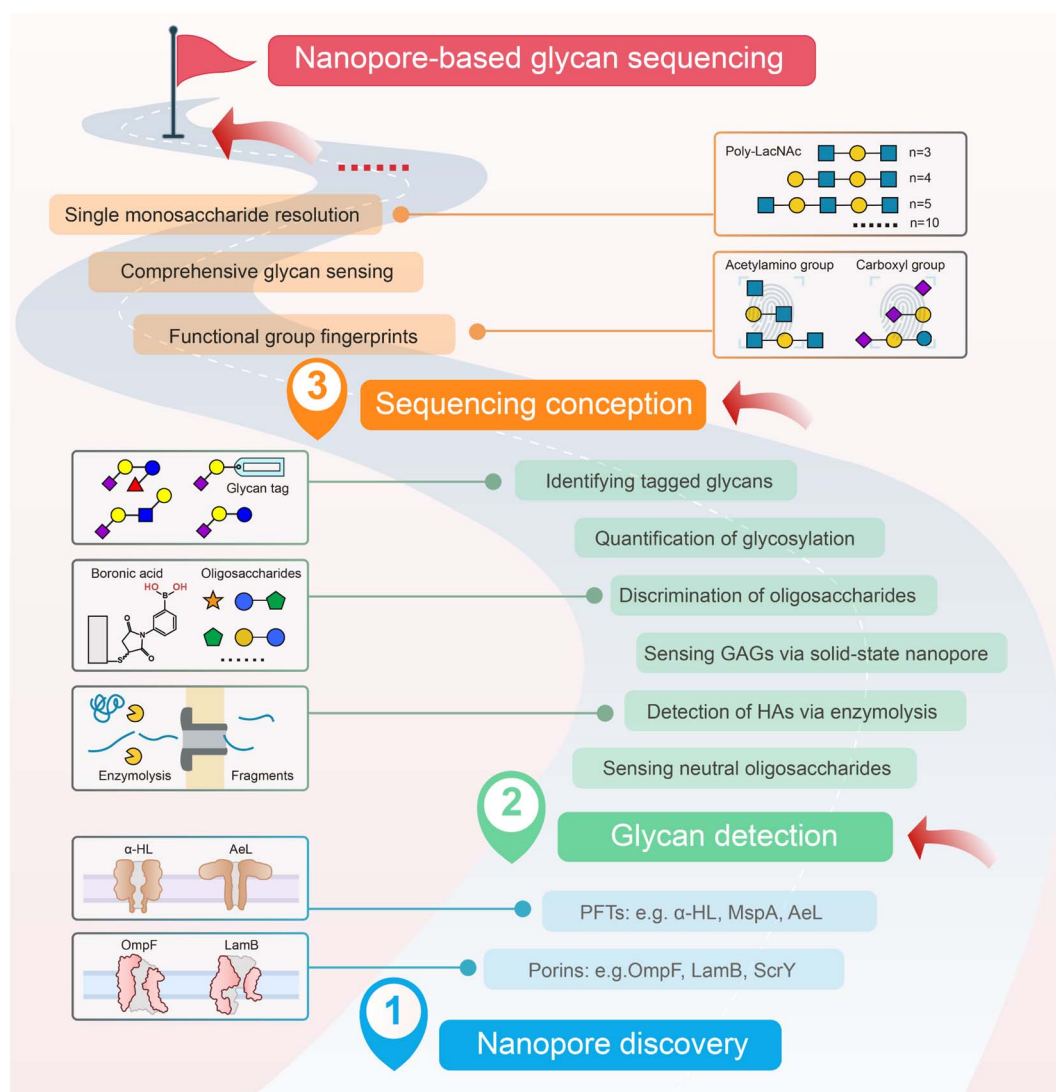 Nanopore-based glycan sequencing
Poly-LacNAc
n=3
n=4
n=5
n=10
Single monosaccharide resolution
Comprehensive glycan sensing
Acetylamino group
Carboxyl group
Functional group fingerprints
3
Sequencing conception
Glycan tag
Identifying tagged glycans
Quantification of glycosylation
Boronic acid
Oligosaccharides
HO
OH
B
O
N
S
O
Discrimination of oligosaccharides
Sensing GAGs via solid-state nanopore
Enzymolysis
Fragments
Detection of HAs via enzymolysis
Sensing neutral oligosaccharides
2
Glycan detection
α-HL
AeL
PFTs: e.g. α-HL, MspA, AeL
OmpF
LamB
Porins: e.g.OmpF, LamB, ScrY
1
Nanopore discovery